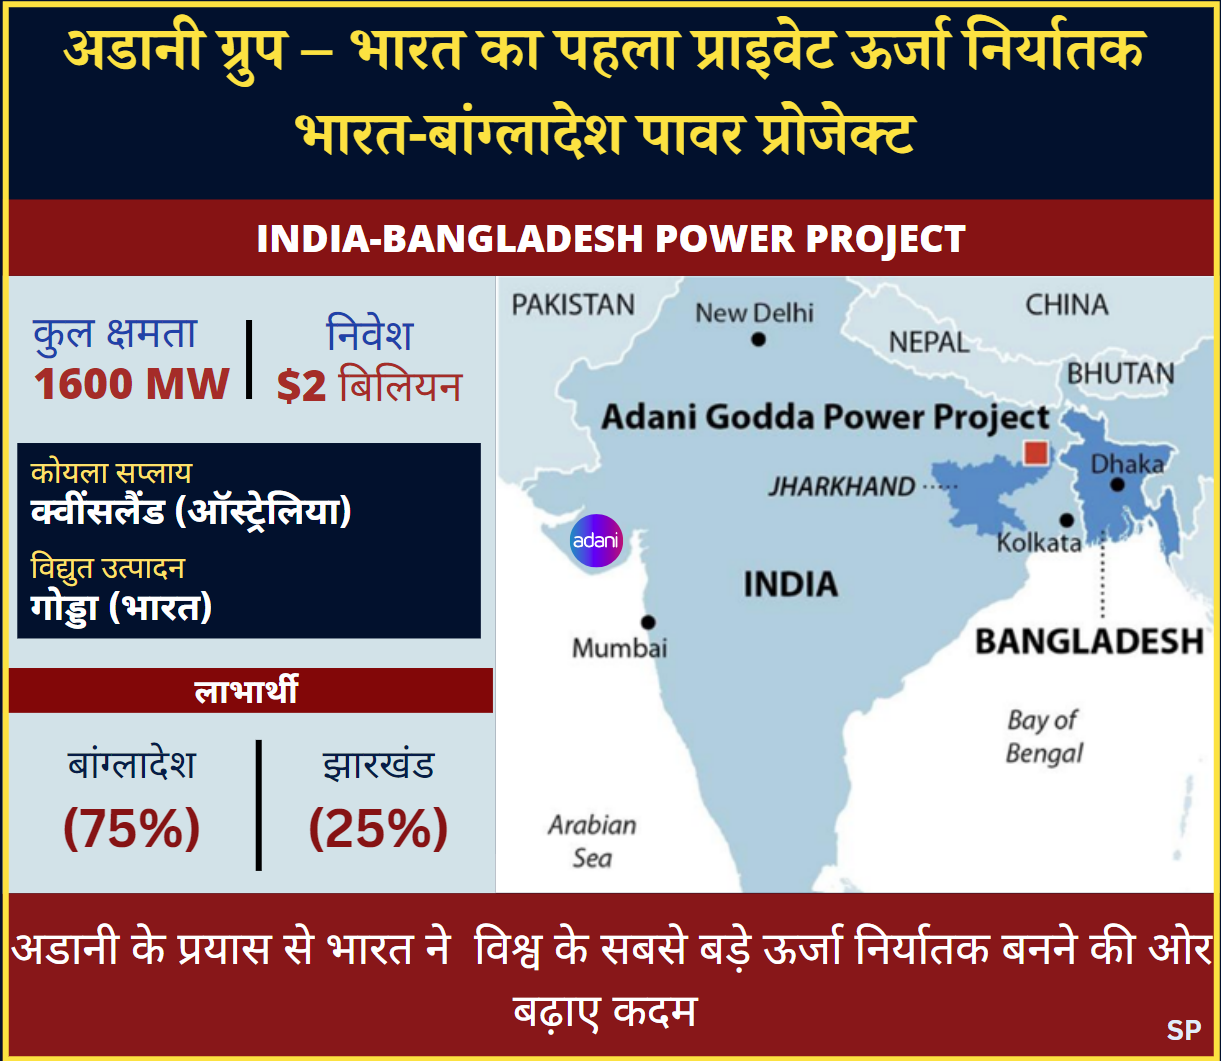 अडानी ग्रुप – भारत का पहला प्राइवेट ऊर्जा निर्यातक
भारत-बांग्लादेश पावर प्रोजेक्ट
INDIA-BANGLADESH POWER PROJECT
कुल क्षमता
1600 MW
निवेश
$2 बिलियन
कोयला सप्लाय
क्वींसलैंड (ऑस्ट्रेलिया)
विद्युत उत्पादन
गोड्डा (भारत)
लाभार्थी
बांग्लादेश
(75%)
झारखंड
(25%)
PAKISTAN
New Delhi
CHINA
NEPAL
BHUTAN
Adani Godda Power Project
Dhaka
JHARKHAND
adani
Kolkata
INDIA
BANGLADESH
Mumbai
Bay of
Bengal
Arabian
Sea
अडानी के प्रयास से भारत ने विश्व के सबसे बड़े ऊर्जा निर्यातक बनने की ओर
बढ़ाए कदम
SP